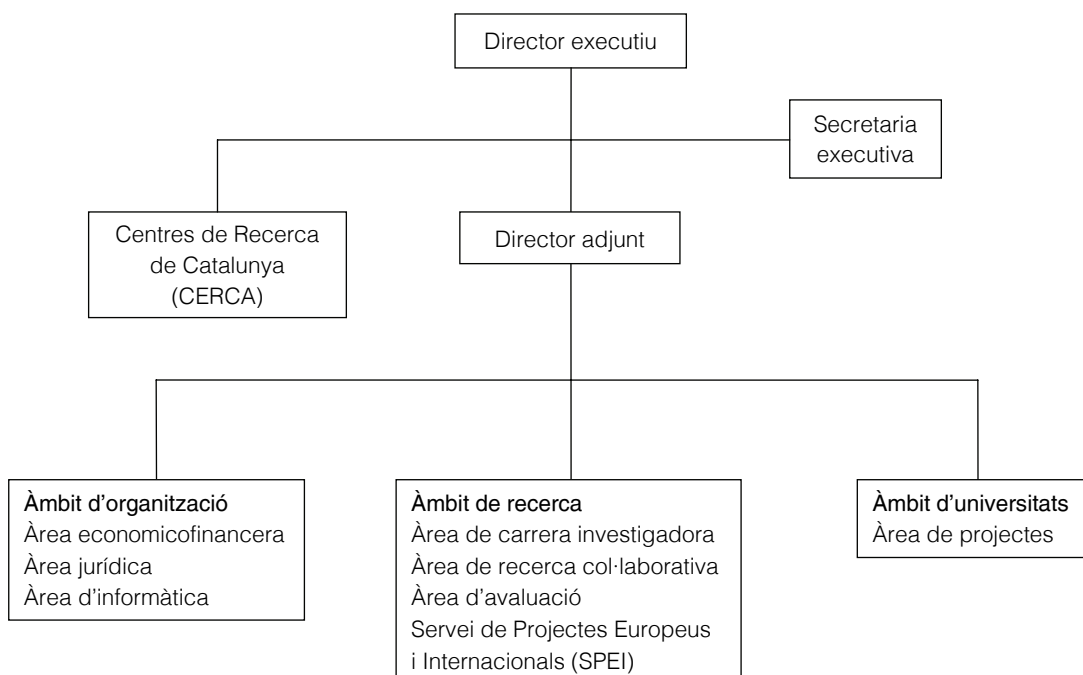 Director executiu
Secretaria
executiva
Centres de Recerca
de Catalunya
(CERCA)
Director adjunt
Àmbit d’organització
Àrea economicofinancera
Àrea jurídica
Àrea d’informàtica
Àmbit de recerca
Àrea de carrera investigadora
Àrea de recerca col·laborativa
Àrea d’avaluació
Servei de Projectes Europeus
i Internacionals (SPEI)
Àmbit d’universitats
Àrea de projectes